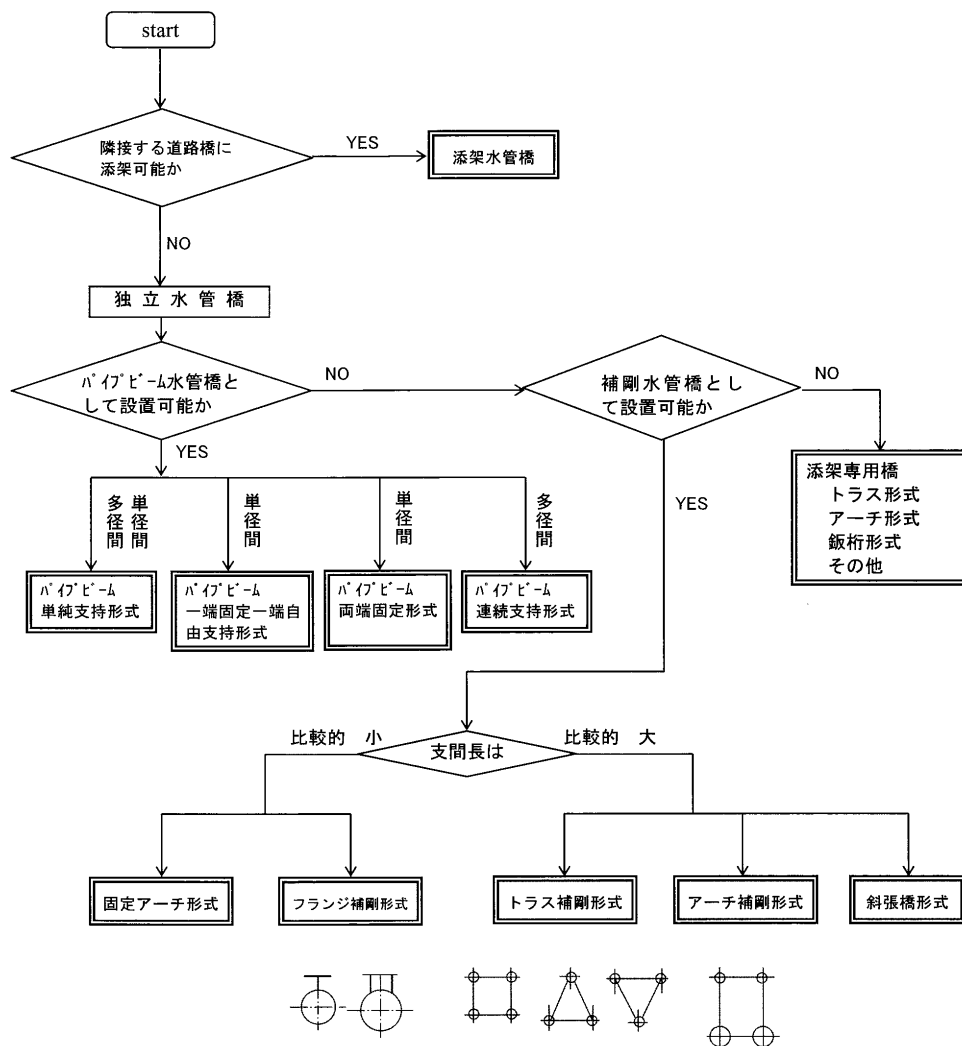 start
隣接する道路橋に
添架可能か
YES
添架水管橋
NO
独立水管橋
ﾊﾟｲﾌﾟﾋﾞｰﾑ水管橋と
して設置可能か
NO
補剛水管橋とし
て設置可能か
NO
YES
YES
添架専用橋
トラス形式
アーチ形式
鈑桁形式
その他
単径間
多径間
単径間
単径間
多径間
ﾊﾟｲﾌﾟﾋﾞｰﾑ
単純支持形式
ﾊﾟｲﾌﾟﾋﾞｰﾑ
一端固定一端自
由支持形式
ﾊﾟｲﾌﾟﾋﾞｰﾑ
両端固定形式
ﾊﾟｲﾌﾟﾋﾞｰﾑ
連続支持形式
比較的 小
支間長は
比較的 大
固定アーチ形式
フランジ補剛形式
トラス補剛形式
アーチ補剛形式
斜張橋形式